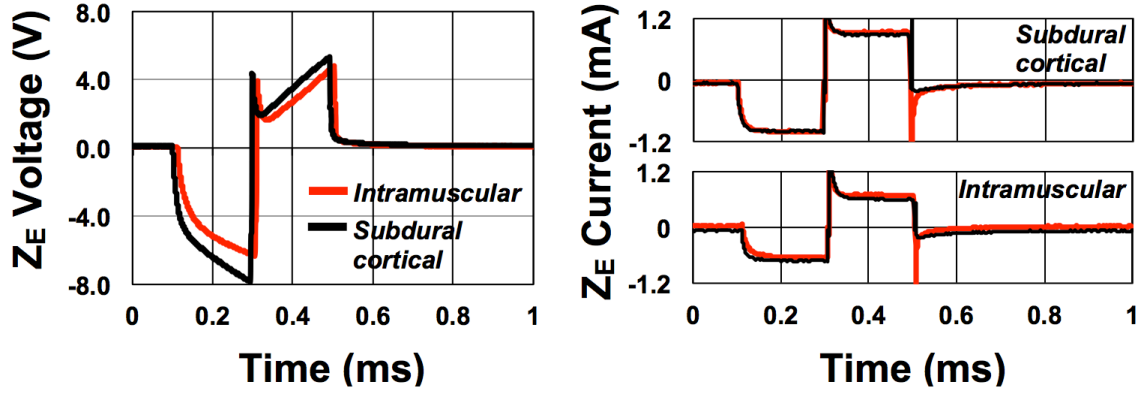 Z_E Voltage (V)
8.0
4.0
0.0
-4.0
-8.0
Intramuscular
Subdural
cortical
0
0.2
0.4
0.6
0.8
1
Time (ms)
Z_E Current (mA)
1.2
0
-1.2
Subdural
cortical
1.2
0
-1.2
Intramuscular
0
0.2
0.4
0.6
0.8
1
Time (ms)